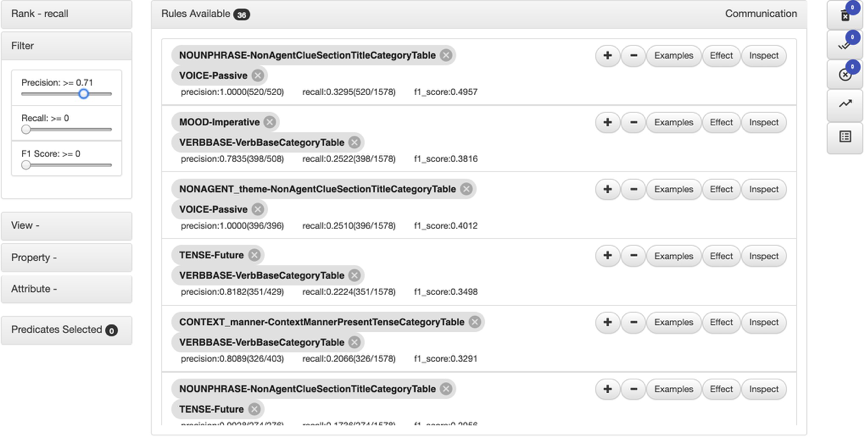 Rank - recall
Filter
Precision: >= 0.71
Recall: >= 0
F1 Score: >= 0
View -
Property -
Attribute -
Predicates Selected 0
Rules Available 36 Communication
NOUNPHRASE-NonAgentClueSectionTitleCategoryTable + - Examples Effect Inspect
VOICE-Passive
precision:1.0000(520/520) recall:0.3295(520/1578) f1_score:0.4957
MOOD-Imperative + - Examples Effect Inspect
VERBBASE-VerbBaseCategoryTable
precision:0.7835(398/508) recall:0.2522(398/1578) f1_score:0.3816
NONAGENT_theme-NonAgentClueSectionTitleCategoryTable + - Examples Effect Inspect
VOICE-Passive
precision:1.0000(396/396) recall:0.2510(396/1578) f1_score:0.4012
TENSE-Future + - Examples Effect Inspect
VERBBASE-VerbBaseCategoryTable
precision:0.8182(351/429) recall:0.2224(351/1578) f1_score:0.3498
CONTEXT_manner-ContextMannerPresentTenseCategoryTable + - Examples Effect Inspect
VERBBASE-VerbBaseCategoryTable
precision:0.8089(326/403) recall:0.2066(326/1578) f1_score:0.3291
NOUNPHRASE-NonAgentClueSectionTitleCategoryTable + - Examples Effect Inspect
TENSE-Future
0
0
0